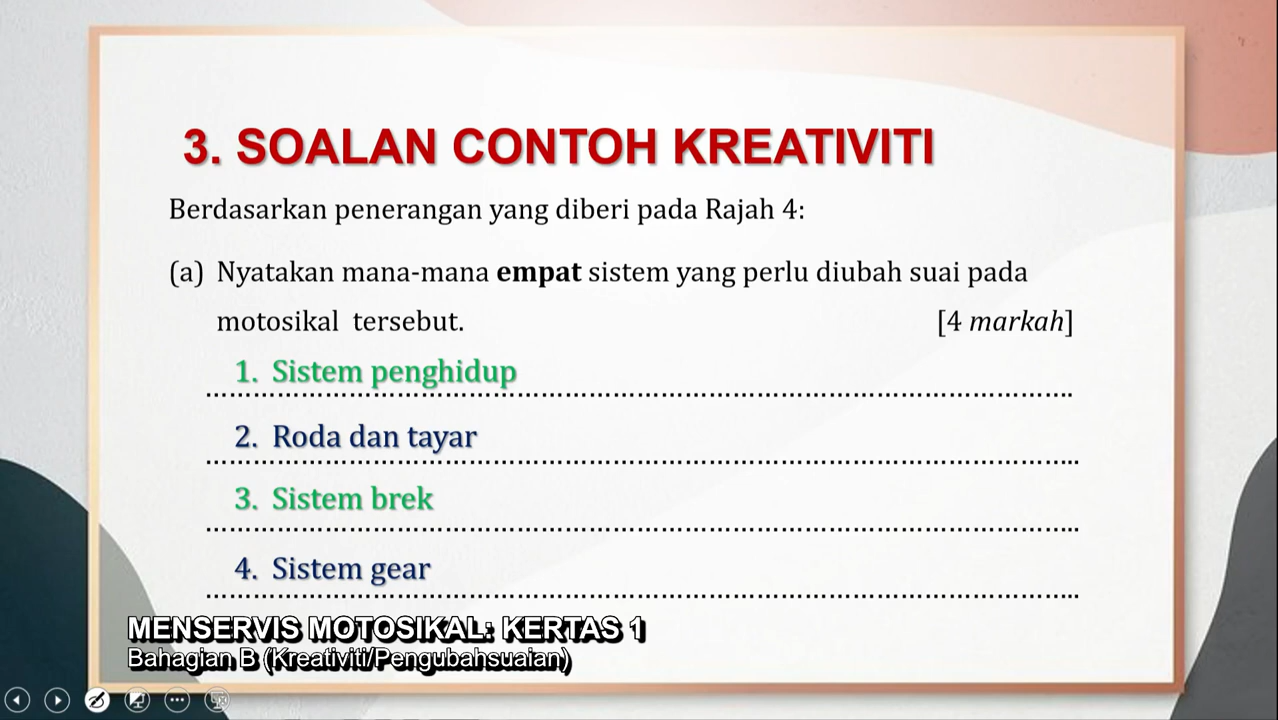 3. SOALAN CONTOH KREATIVITI
Berdasarkan penerangan yang diberi pada Rajah 4:
(a) Nyatakan mana-mana empat sistem yang perlu diubah suai pada
motosikal tersebut. [4 markah]
1. Sistem penghidup
2. Roda dan tayar
3. Sistem brek
4. Sistem gear
MENSERVIS MOTOSIKAL: KERTAS 1
Bahagian B (Kreativiti/Pengubahsuaian)